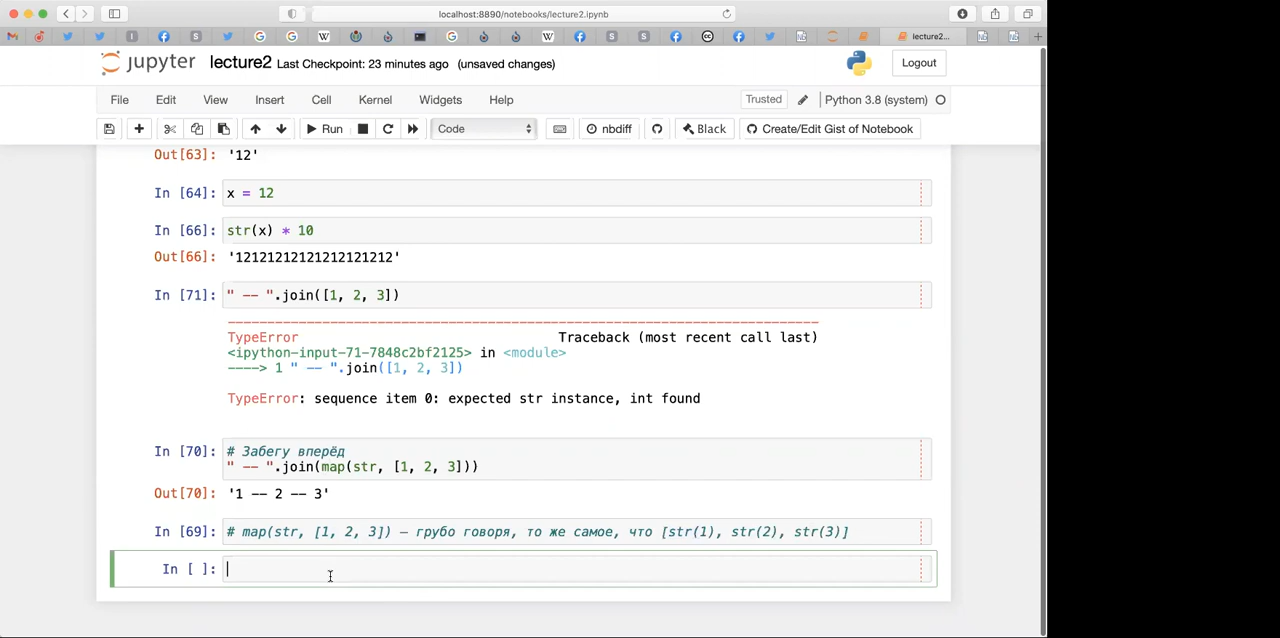 localhost:8890/notebooks/lecture2.ipynb
lecture2...
jupyter lecture2 Last Checkpoint: 23 minutes ago (unsaved changes) Logout
File Edit View Insert Cell Kernel Widgets Help Trusted Python 3.8 (system)
Run Code nbdiff Black Create/Edit Gist of Notebook
Out[63]: '12'
In [64]: x = 12
In [66]: str(x) * 10
Out[66]: '12121212121212121212'
In [71]: " -- ".join([1, 2, 3])
TypeError Traceback (most recent call last)
<ipython-input-71-7848c2bf2125> in <module>
----> 1 " -- ".join([1, 2, 3])
TypeError: sequence item 0: expected str instance, int found
In [70]: # Забегу вперёд
" -- ".join(map(str, [1, 2, 3]))
Out[70]: '1 -- 2 -- 3'
In [69]: # map(str, [1, 2, 3]) — грубо говоря, то же самое, что [str(1), str(2), str(3)]
In [ ]: